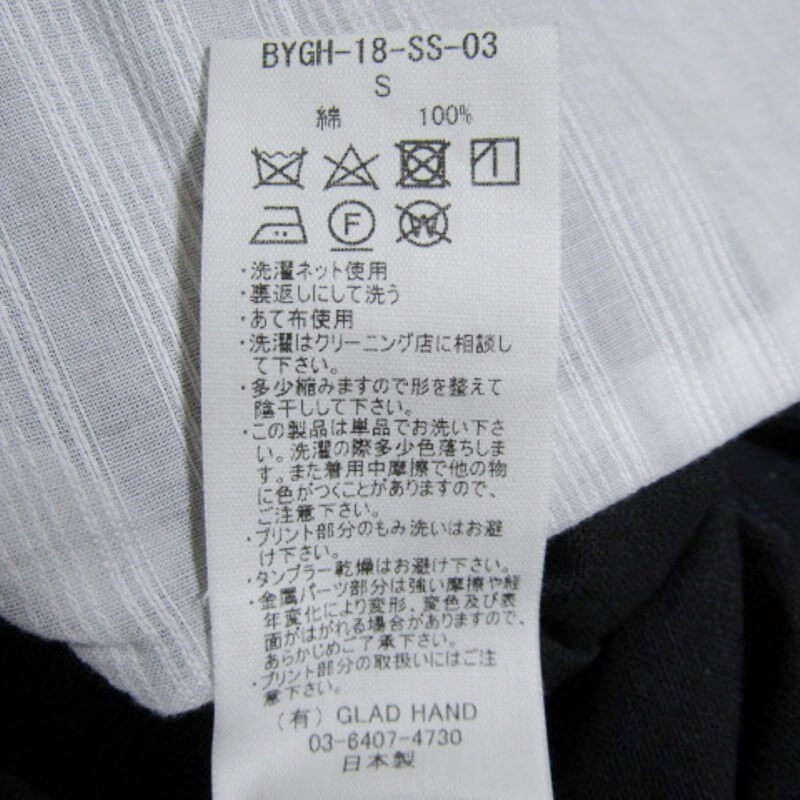 BYGH-18-SS-03
S
綿 100%
F
W
・洗濯ネット使用
・裏返しにして洗う
・あて布使用
・洗濯はクリーニング店に相談し
て下さい。
・多少縮みますので形を整えて
陰干しして下さい。
・この製品は単品でお洗い下さ
い。洗濯の際多少色落ちしま
す。また着用中摩擦で他の物
に色がつくことがありますので、
ご注意下さい。
・プリント部分のもみ洗いはお避
け下さい。
・タンブラー乾燥はお避け下さい。
・金属パーツ部分は強い摩擦や経
年変化により変形、変色及び表
面がはがれる場合がありますので、
あらかじめご了承下さい。
・プリント部分の取扱いにはご注
意下さい。
(有) GLAD HAND
03-6407-4730
日本製